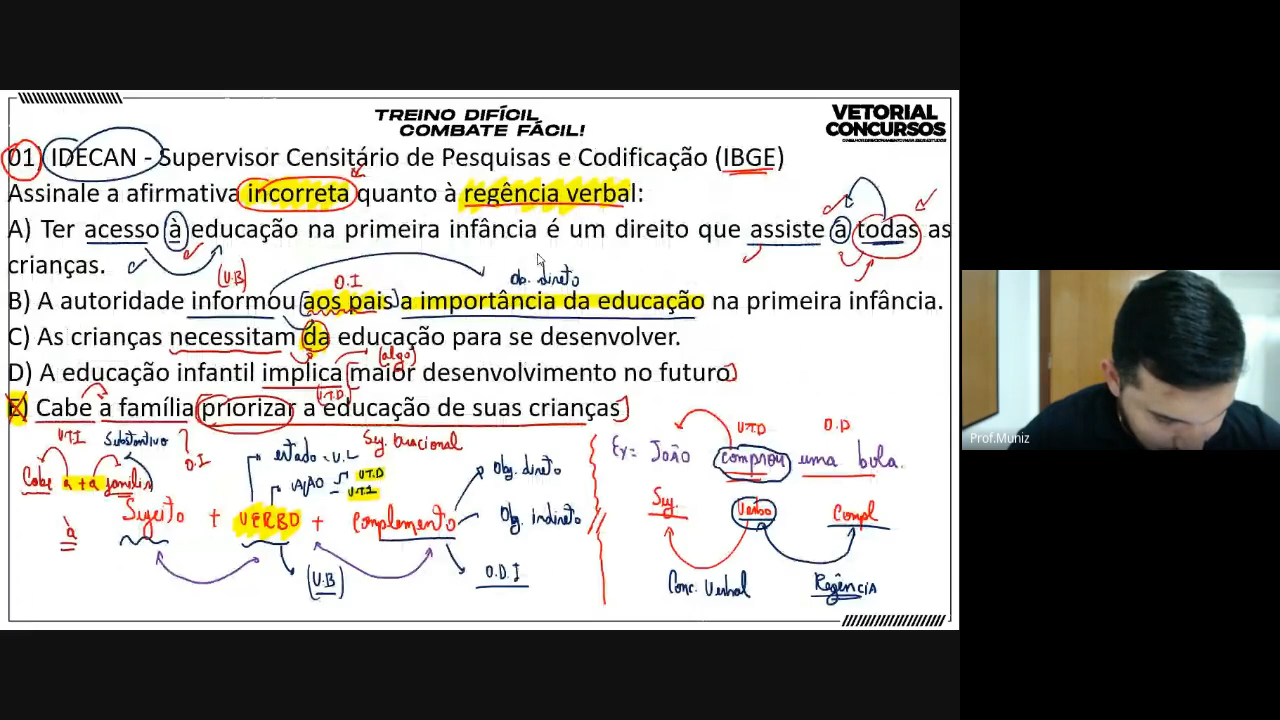 TREINO DIFÍCIL
COMBATE FÁCIL!
VETORIAL
CONCURSOS
01) IDECAN - Supervisor Censitário de Pesquisas e Codificação (IBGE)
Assinale a afirmativa incorreta quanto à regência verbal:
A) Ter acesso à educação na primeira infância é um direito que assiste a todas as
crianças.
(V.B)
O.I
ob. direto
B) A autoridade informou aos pais a importância da educação na primeira infância.
C) As crianças necessitam da educação para se desenvolver.
(algo)
D) A educação infantil implica maior desenvolvimento no futuro.
(V.T.D)
E) Cabe a família priorizar a educação de suas crianças
V.T.I
Substantivo
O.I
estado = V.L
Suj. Oracional
V.T.D
O.D
Ex= João comprou uma bola.
Cabe a + a família
AÇÃO
V.T.D
V.T.I
Obj. direto
à
Sujeito + VERBO + Complemento
Obj. indireto
Suj.
Verbo
Compl
(V.B)
O.D.I
Conc. Verbal
Regência
Prof.Muniz